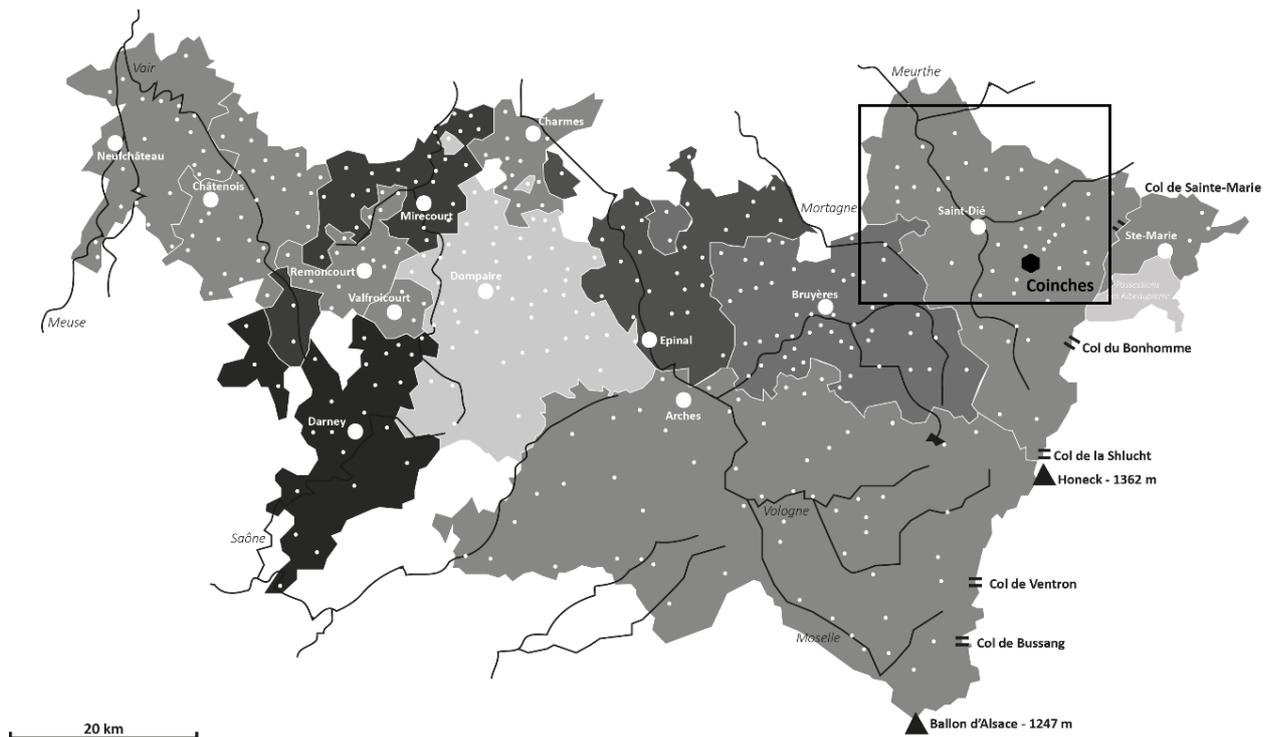 Meurthe
Vair
Charmes
Neufchâteau
Châtenois
Col de Sainte-Marie
Mirecourt
Mortagne
Saint-Dié
Ste-Marie
Remoncourt
Dompaire
Coinches
Possessions
Ribeaupierre
Valfroicourt
Bruyères
Meuse
Epinal
Col du Bonhomme
Arches
Darney
Col de la Shlucht
Honeck - 1362 m
Vologne
Saône
Col de Ventron
Moselle
Col de Bussang
Ballon d'Alsace - 1247 m
20 km